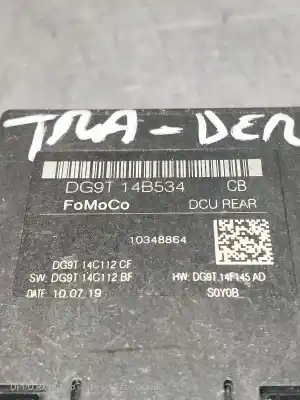 TRA-DER
DG9T 14B534 CB
FoMoCo DCU REAR
10348864
DG9T 14C112 CF
SW: DG9T 14C112 BF HW: DG9T 14F145 AD
DATE: 10.07.19 S0Y0B